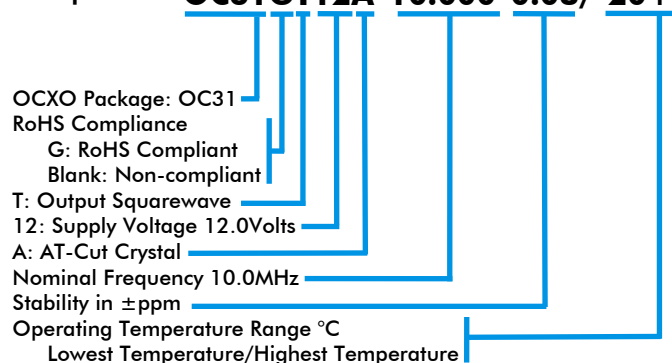 OCXO Package: OC31
RoHS Compliance
G: RoHS Compliant
Blank: Non-compliant
T: Output Squarewave
12: Supply Voltage 12.0Volts
A: AT-Cut Crystal
Nominal Frequency 10.0MHz
Stability in ±ppm
Operating Temperature Range °C
Lowest Temperature/Highest Temperature